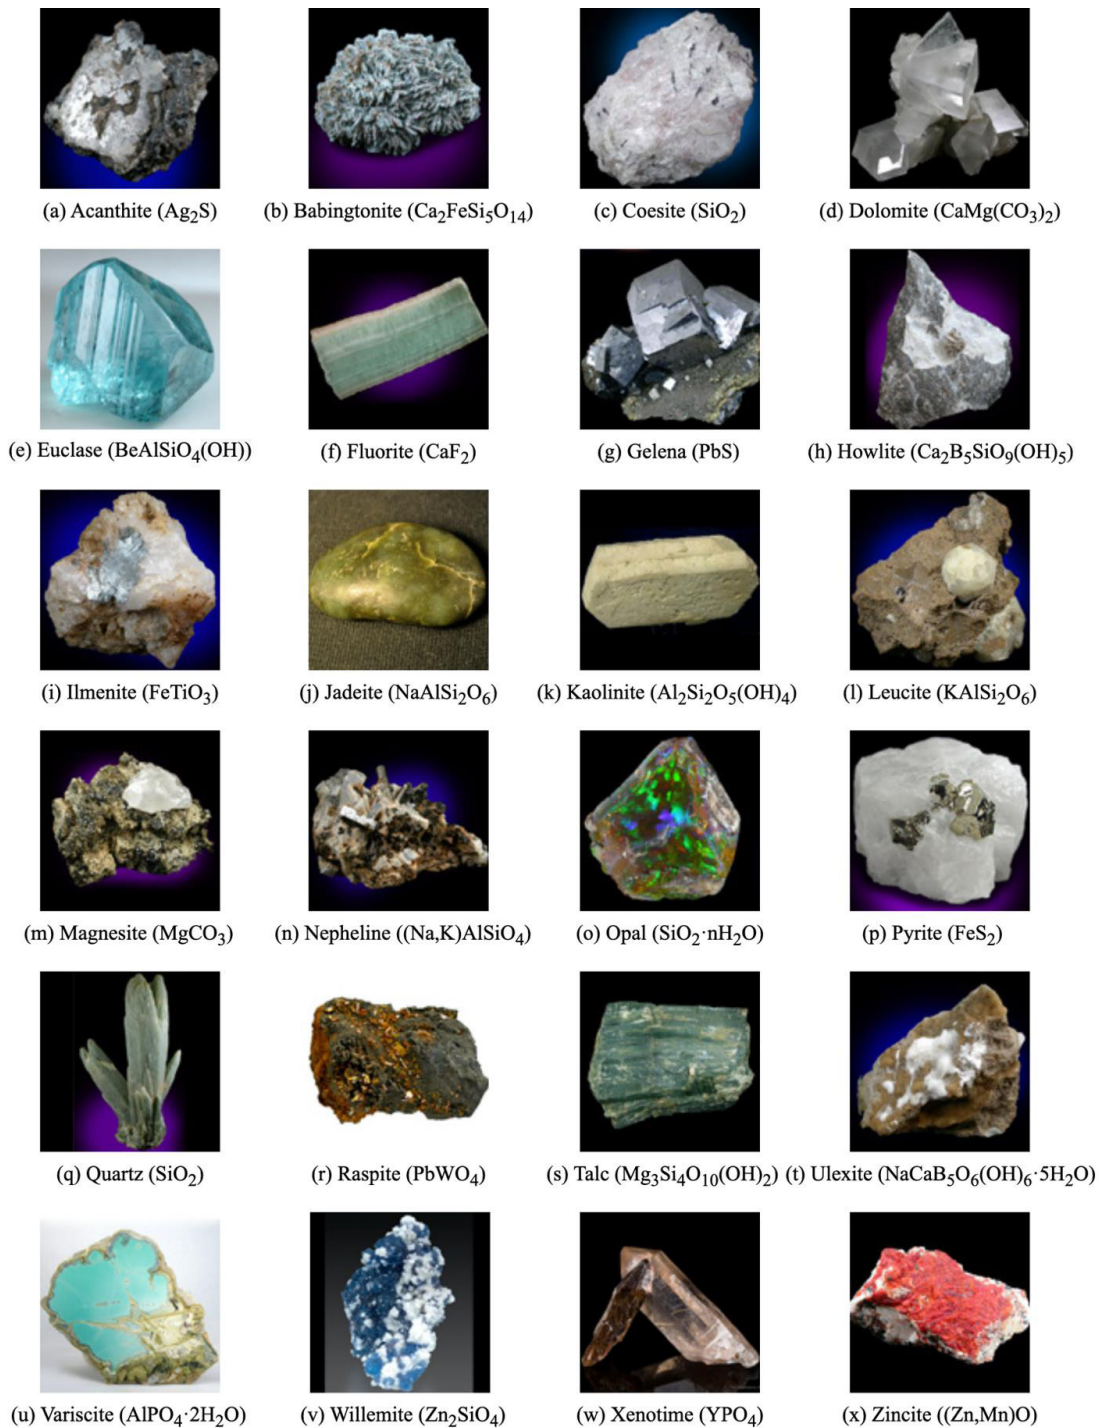 (a) Acanthite (Ag₂S)
(b) Babingtonite (Ca₂FeSi₅O₁₄)
(c) Coesite (SiO₂)
(d) Dolomite (CaMg(CO₃)₂)
(e) Euclase (BeAlSiO₄(OH))
(f) Fluorite (CaF₂)
(g) Gelena (PbS)
(h) Howlite (Ca₂B₅SiO₉(OH)₅)
(i) Ilmenite (FeTiO₃)
(j) Jadeite (NaAlSi₂O₆)
(k) Kaolinite (Al₂Si₂O₅(OH)₄)
(l) Leucite (KAlSi₂O₆)
(m) Magnesite (MgCO₃)
(n) Nepheline ((Na,K)AlSiO₄)
(o) Opal (SiO₂·nH₂O)
(p) Pyrite (FeS₂)
(q) Quartz (SiO₂)
(r) Raspite (PbWO₄)
(s) Talc (Mg₃Si₄O₁₀(OH)₂)
(t) Ulexite (NaCaB₅O₆(OH)₆·5H₂O)
(u) Variscite (AlPO₄·2H₂O)
(v) Willemite (Zn₂SiO₄)
(w) Xenotime (YPO₄)
(x) Zincite ((Zn,Mn)O)